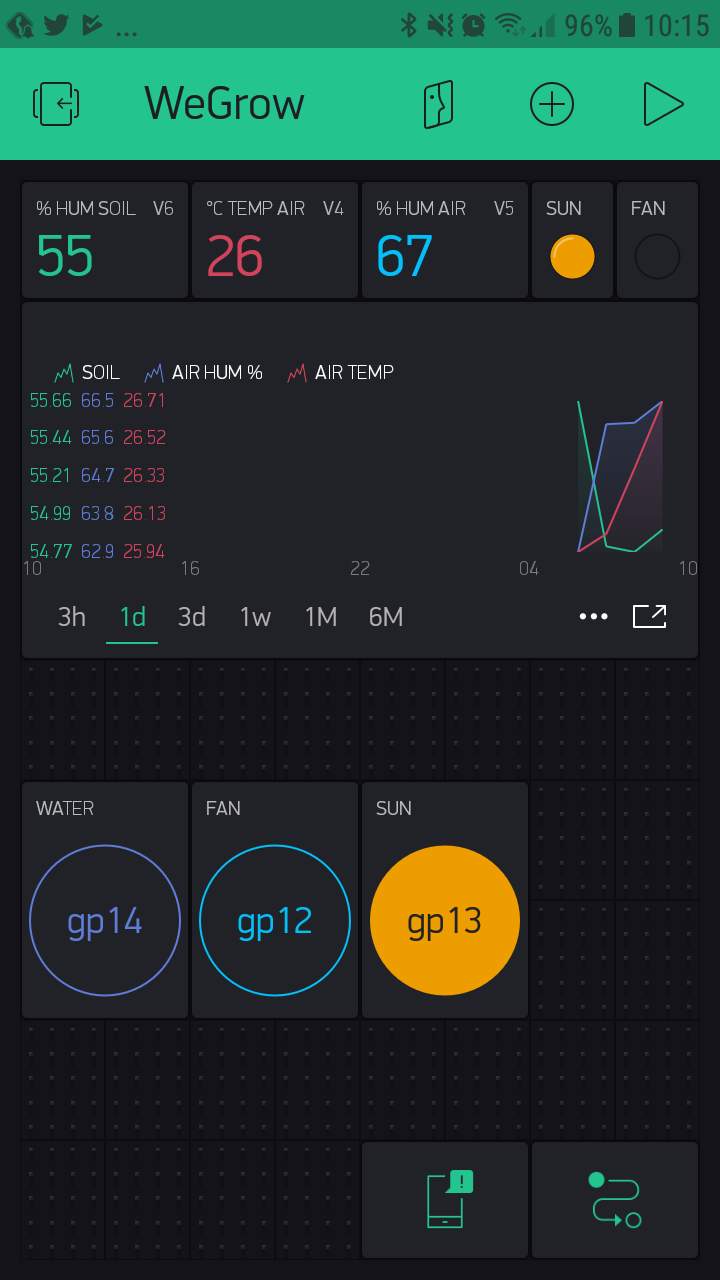 ... 96% 10:15
WeGrow
% HUM SOIL V6 °C TEMP AIR V4 % HUM AIR V5 SUN FAN
55 26 67
SOIL AIR HUM % AIR TEMP
55.66 66.5 26.71
55.44 65.6 26.52
55.21 64.7 26.33
54.99 63.8 26.13
54.77 62.9 25.94
10 16 22 04 10
3h 1d 3d 1w 1M 6M
WATER FAN SUN
gp14 gp12 gp13
!